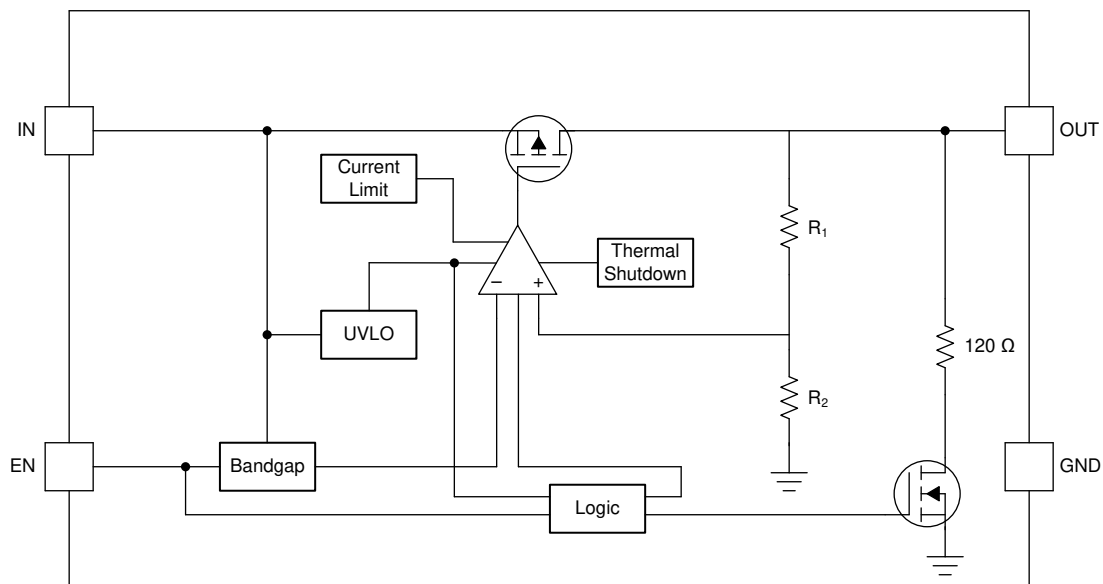 IN
OUT
Current
Limit
R1
Thermal
Shutdown
− +
UVLO
120 Ω
R2
EN
Bandgap
GND
Logic